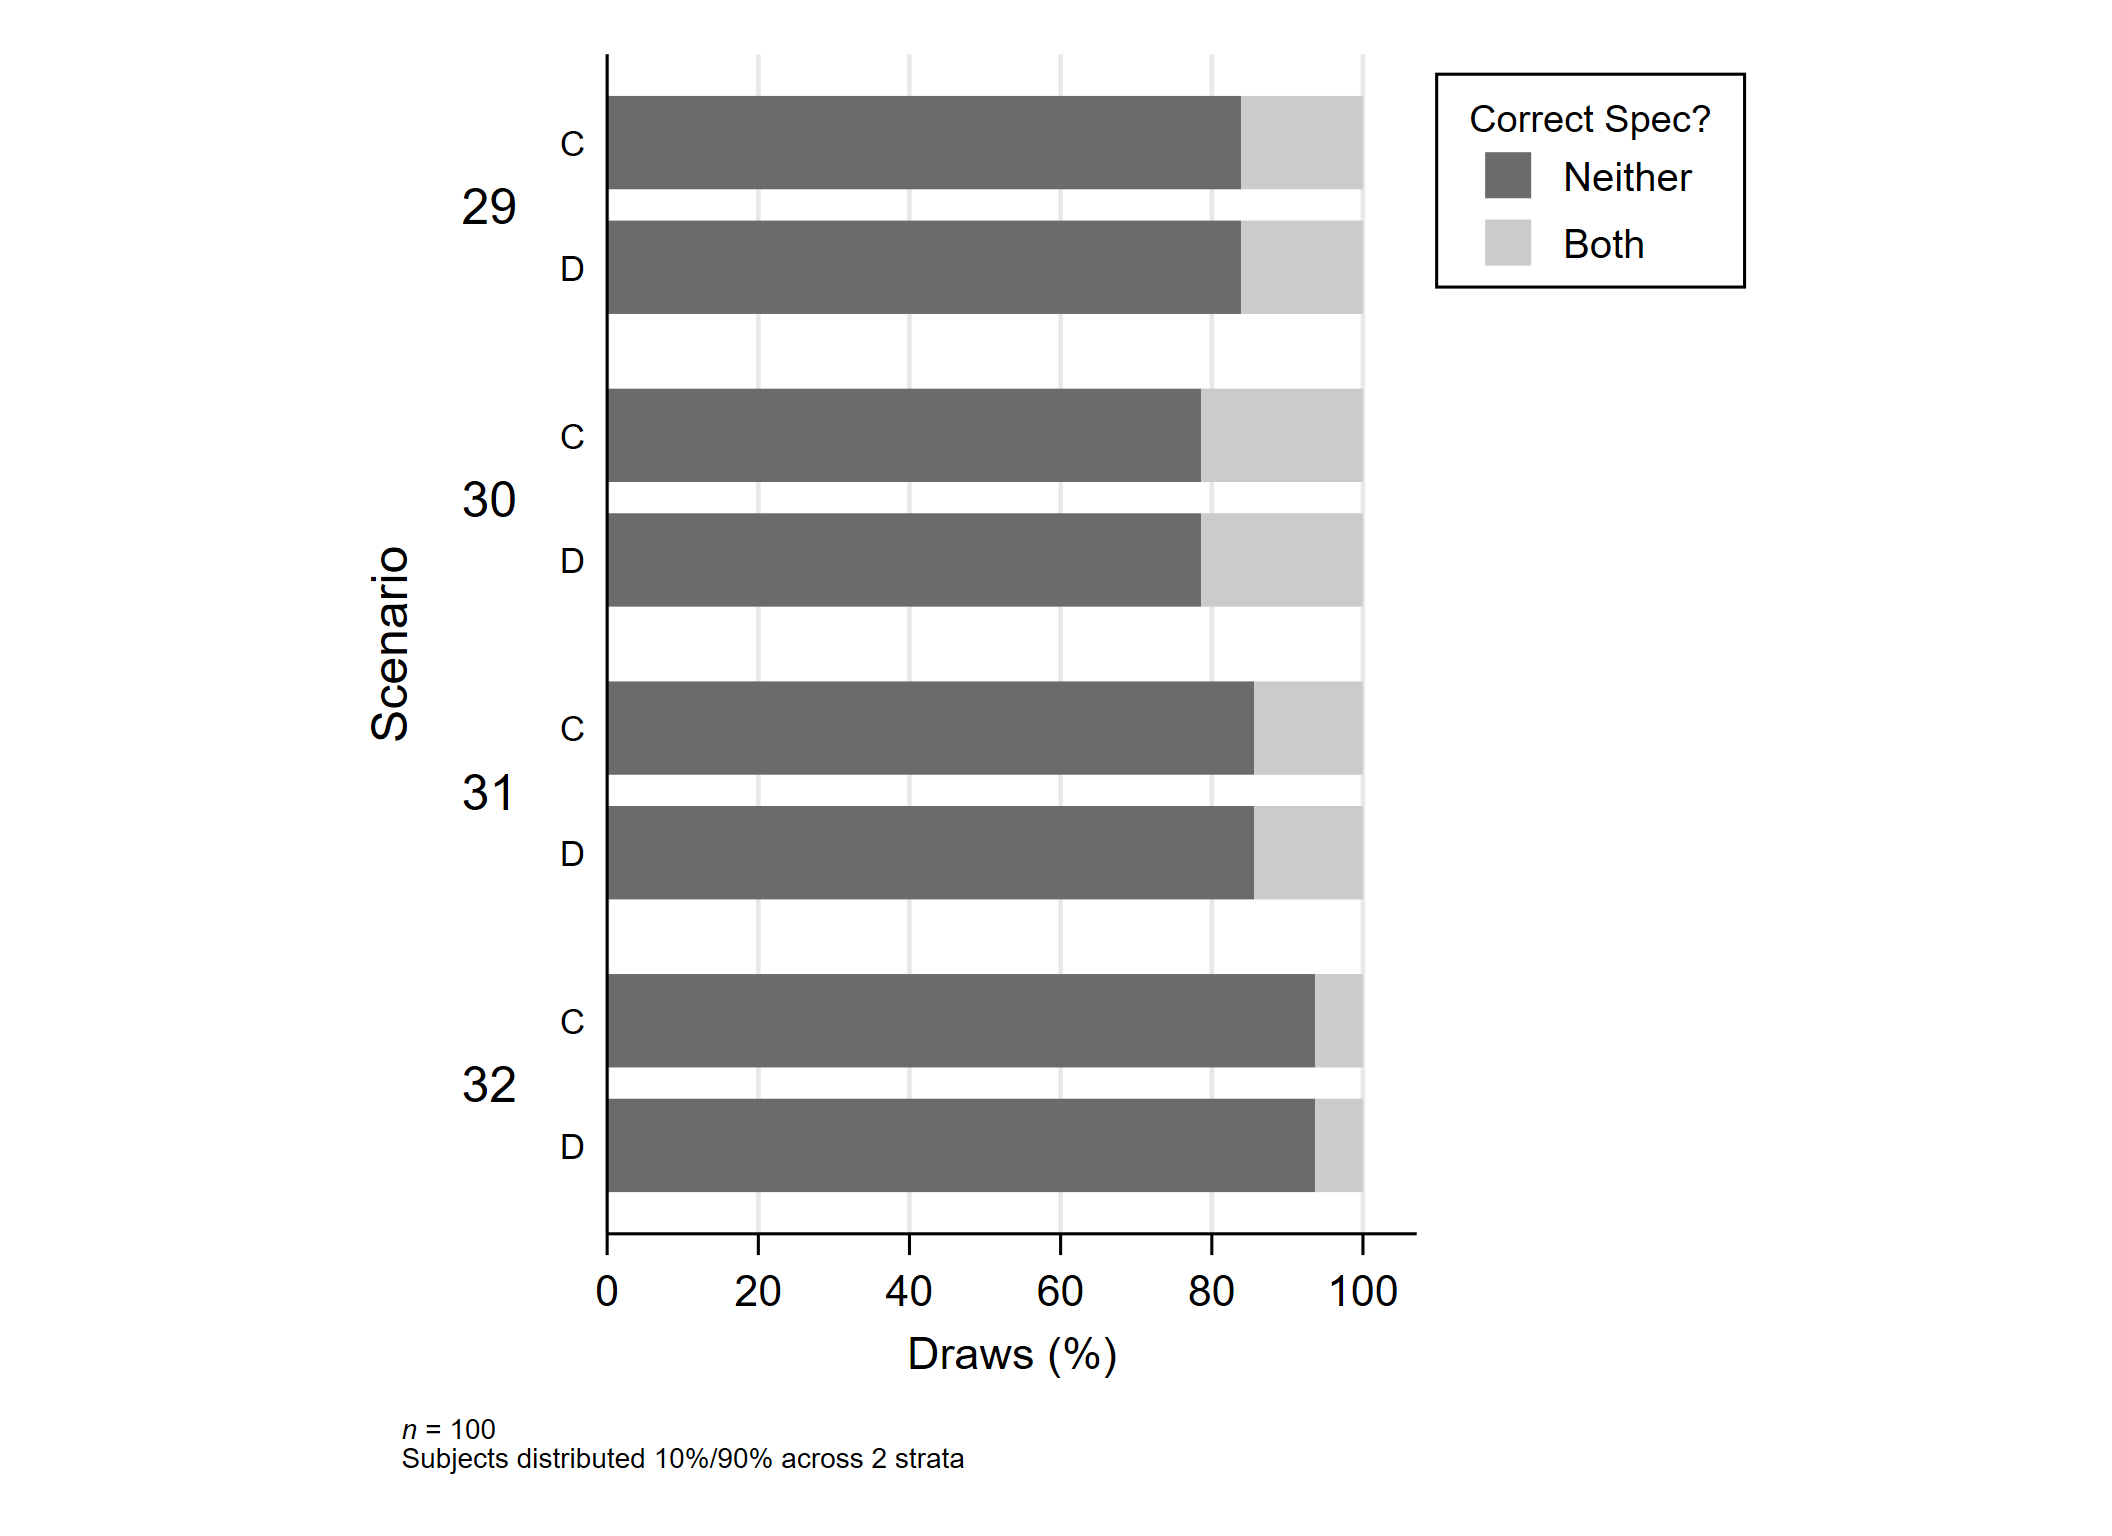 Correct Spec?
Neither
Both
Scenario
29
C
D
30
C
D
31
C
D
32
C
D
0 20 40 60 80 100
Draws (%)
n = 100
Subjects distributed 10%/90% across 2 strata